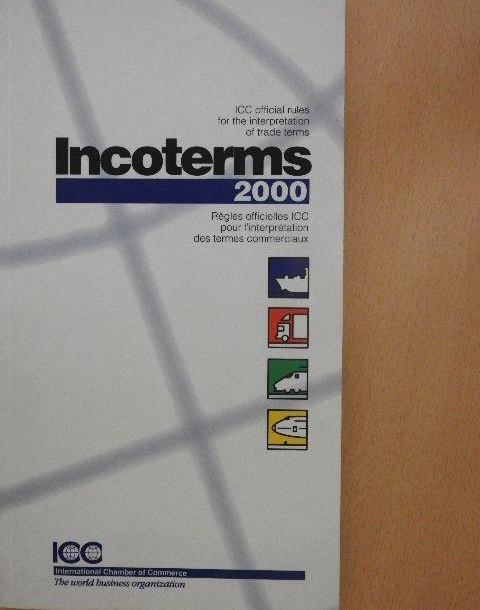 ICC official rules
for the interpretation
of trade terms
Incoterms
2000
Règles officielles ICC
pour l'interprétation
des termes commerciaux
ICC
International Chamber of Commerce
The world business organization